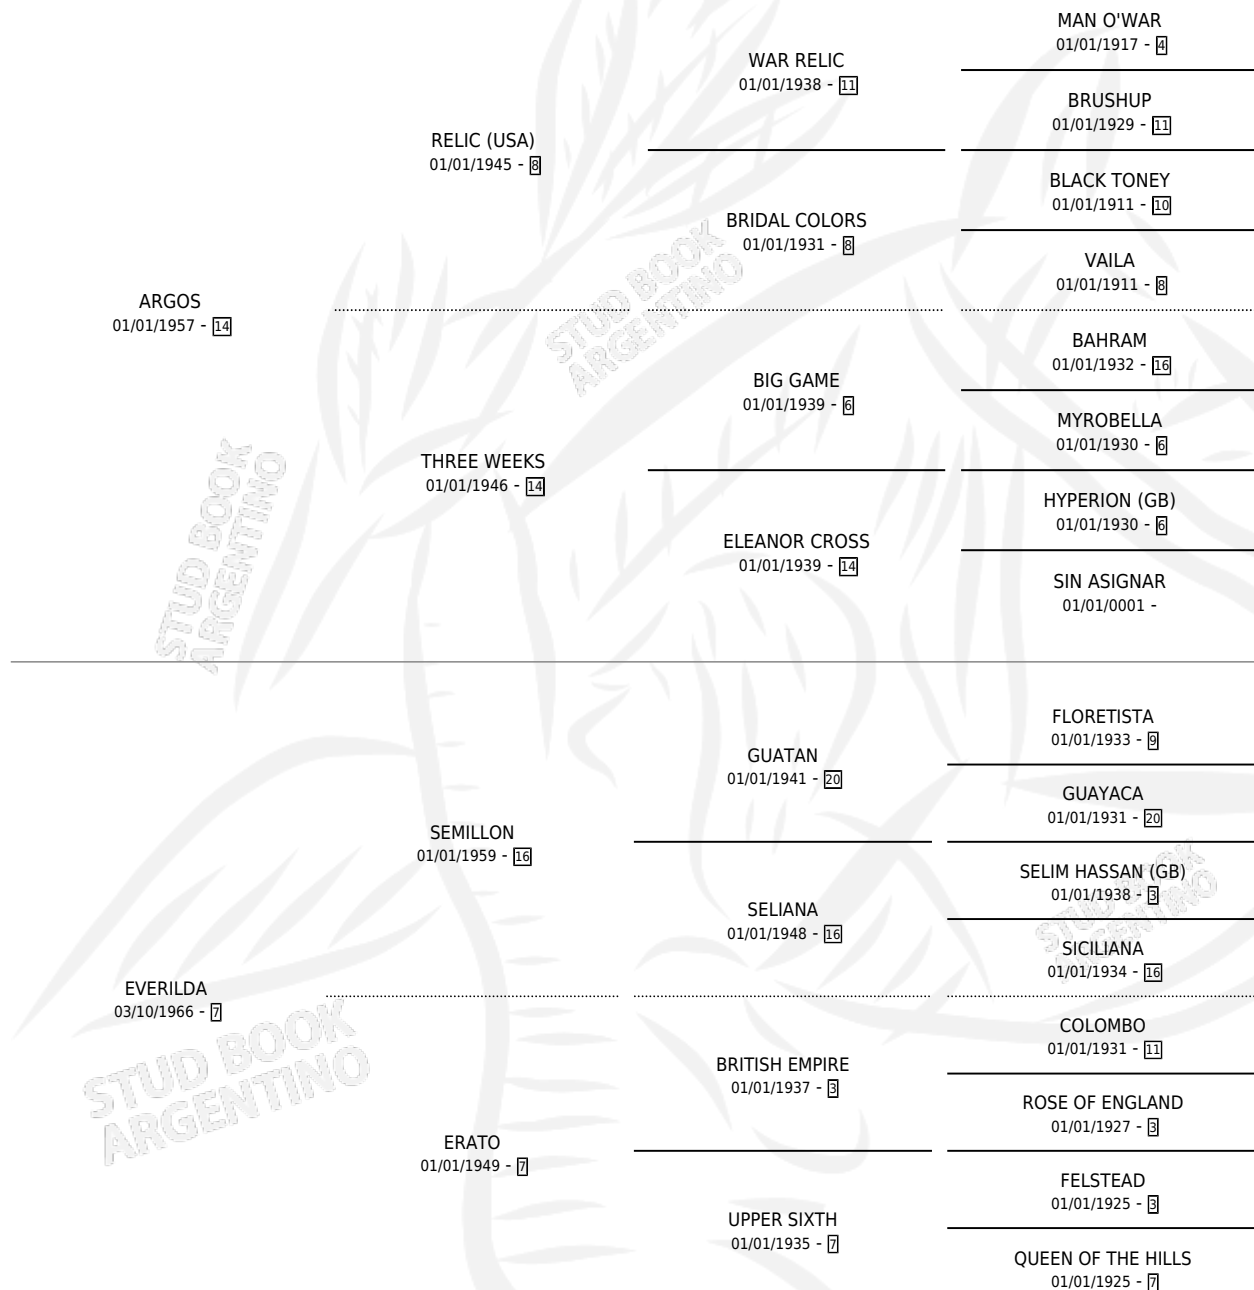 MAN O'WAR
01/01/1917 - 4
WAR RELIC
01/01/1938 - 11
BRUSHUP
01/01/1929 - 11
RELIC (USA)
01/01/1945 - 8
BLACK TONEY
01/01/1911 - 10
BRIDAL COLORS
01/01/1931 - 8
VAILA
01/01/1911 - 8
ARGOS
01/01/1957 - 14
BAHRAM
01/01/1932 - 16
BIG GAME
01/01/1939 - 6
MYROBELLA
01/01/1930 - 6
THREE WEEKS
01/01/1946 - 14
HYPERION (GB)
01/01/1930 - 6
ELEANOR CROSS
01/01/1939 - 14
SIN ASIGNAR
01/01/0001 -
FLORETISTA
01/01/1933 - 9
GUATAN
01/01/1941 - 20
GUAYACA
01/01/1931 - 20
SEMILLON
01/01/1959 - 16
SELIM HASSAN (GB)
01/01/1938 - 3
SELIANA
01/01/1948 - 16
SICILIANA
01/01/1934 - 16
EVERILDA
03/10/1966 - 7
COLOMBO
01/01/1931 - 11
BRITISH EMPIRE
01/01/1937 - 3
ROSE OF ENGLAND
01/01/1927 - 3
ERATO
01/01/1949 - 7
FELSTEAD
01/01/1925 - 3
UPPER SIXTH
01/01/1935 - 7
QUEEN OF THE HILLS
01/01/1925 - 7
STUD BOOK
ARGENTINO
STUD BOOK
ARGENTINO
STUD BOOK
ARGENTINO
STUD BOOK
ARGENTINO